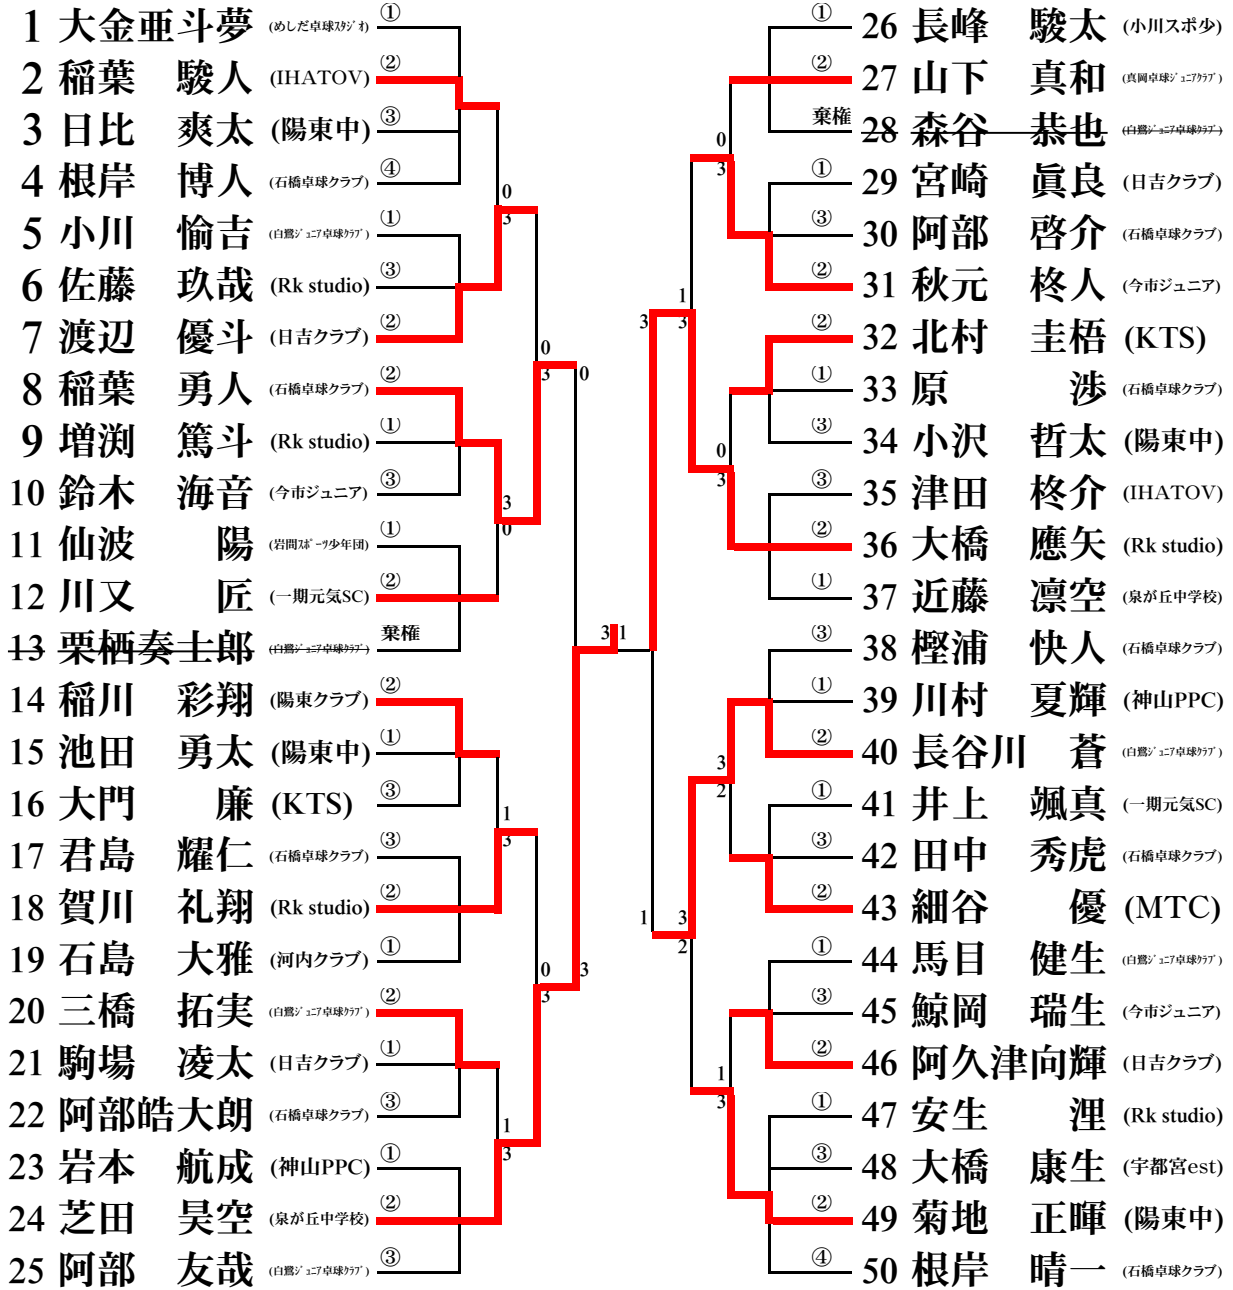 1 大金亜斗夢 (めしだ卓球ｽﾀｼﾞｵ) ①
2 稲葉 駿人 (IHATOV) ②
3 日比 爽太 (陽東中) ③
4 根岸 博人 (石橋卓球クラブ) ④
0
3
5 小川 愉吉 (白鷺ｼﾞｭﾆｱ卓球ｸﾗﾌﾞ) ①
6 佐藤 玖哉 (Rk studio) ③
7 渡辺 優斗 (日吉クラブ) ②
0
3
0
8 稲葉 勇人 (石橋卓球クラブ) ②
9 増渕 篤斗 (Rk studio) ①
10 鈴木 海音 (今市ジュニア) ③
3
0
11 仙波 陽 (岩間ｽﾎﾟｰﾂ少年団) ①
12 川又 匠 (一期元気SC) ②
13 栗栖奏士郎 (白鷺ｼﾞｭﾆｱ卓球ｸﾗﾌﾞ) 棄権
3 1
14 稲川 彩翔 (陽東クラブ) ②
15 池田 勇太 (陽東中) ①
16 大門 廉 (KTS) ③
1
3
17 君島 耀仁 (石橋卓球クラブ) ③
18 賀川 礼翔 (Rk studio) ②
19 石島 大雅 (河内クラブ) ①
0
3
3
20 三橋 拓実 (白鷺ｼﾞｭﾆｱ卓球ｸﾗﾌﾞ) ②
21 駒場 凌太 (日吉クラブ) ①
22 阿部皓大朗 (石橋卓球クラブ) ③
1
3
23 岩本 航成 (神山PPC) ①
24 芝田 昊空 (泉が丘中学校) ②
25 阿部 友哉 (白鷺ｼﾞｭﾆｱ卓球ｸﾗﾌﾞ) ③
① 26 長峰 駿太 (小川スポ少)
② 27 山下 真和 (真岡卓球ｼﾞｭﾆｱｸﾗﾌﾞ)
棄権 28 森谷 恭也 (白鷺ｼﾞｭﾆｱ卓球ｸﾗﾌﾞ)
0
3
① 29 宮崎 眞良 (日吉クラブ)
③ 30 阿部 啓介 (石橋卓球クラブ)
② 31 秋元 柊人 (今市ジュニア)
1
3
3
② 32 北村 圭梧 (KTS)
① 33 原 渉 (石橋卓球クラブ)
③ 34 小沢 哲太 (陽東中)
0
3
③ 35 津田 柊介 (IHATOV)
② 36 大橋 應矢 (Rk studio)
① 37 近藤 凛空 (泉が丘中学校)
③ 38 樫浦 快人 (石橋卓球クラブ)
① 39 川村 夏輝 (神山PPC)
② 40 長谷川 蒼 (白鷺ｼﾞｭﾆｱ卓球ｸﾗﾌﾞ)
3
2
① 41 井上 颯真 (一期元気SC)
③ 42 田中 秀虎 (石橋卓球クラブ)
② 43 細谷 優 (MTC)
1
3
2
① 44 馬目 健生 (白鷺ｼﾞｭﾆｱ卓球ｸﾗﾌﾞ)
③ 45 鯨岡 瑞生 (今市ジュニア)
② 46 阿久津向輝 (日吉クラブ)
1
3
① 47 安生 浬 (Rk studio)
③ 48 大橋 康生 (宇都宮est)
② 49 菊地 正暉 (陽東中)
④ 50 根岸 晴一 (石橋卓球クラブ)